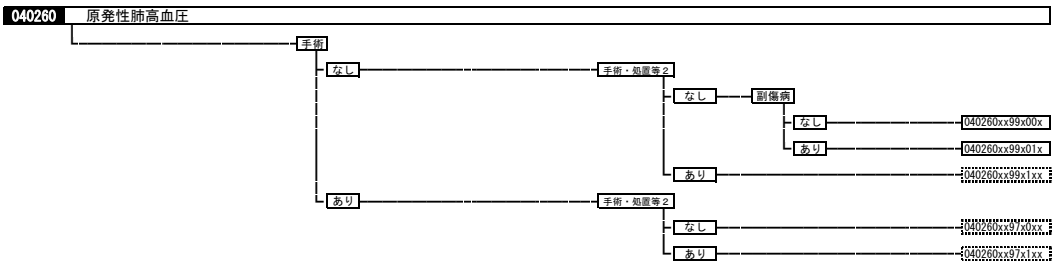 040260 原発性肺高血圧
手術
なし 手術・処置等2
なし 副傷病
なし 040260xx99x00x
あり 040260xx99x01x
あり 040260xx99x1xx
あり 手術・処置等2
なし 040260xx97x0xx
あり 040260xx97x1xx